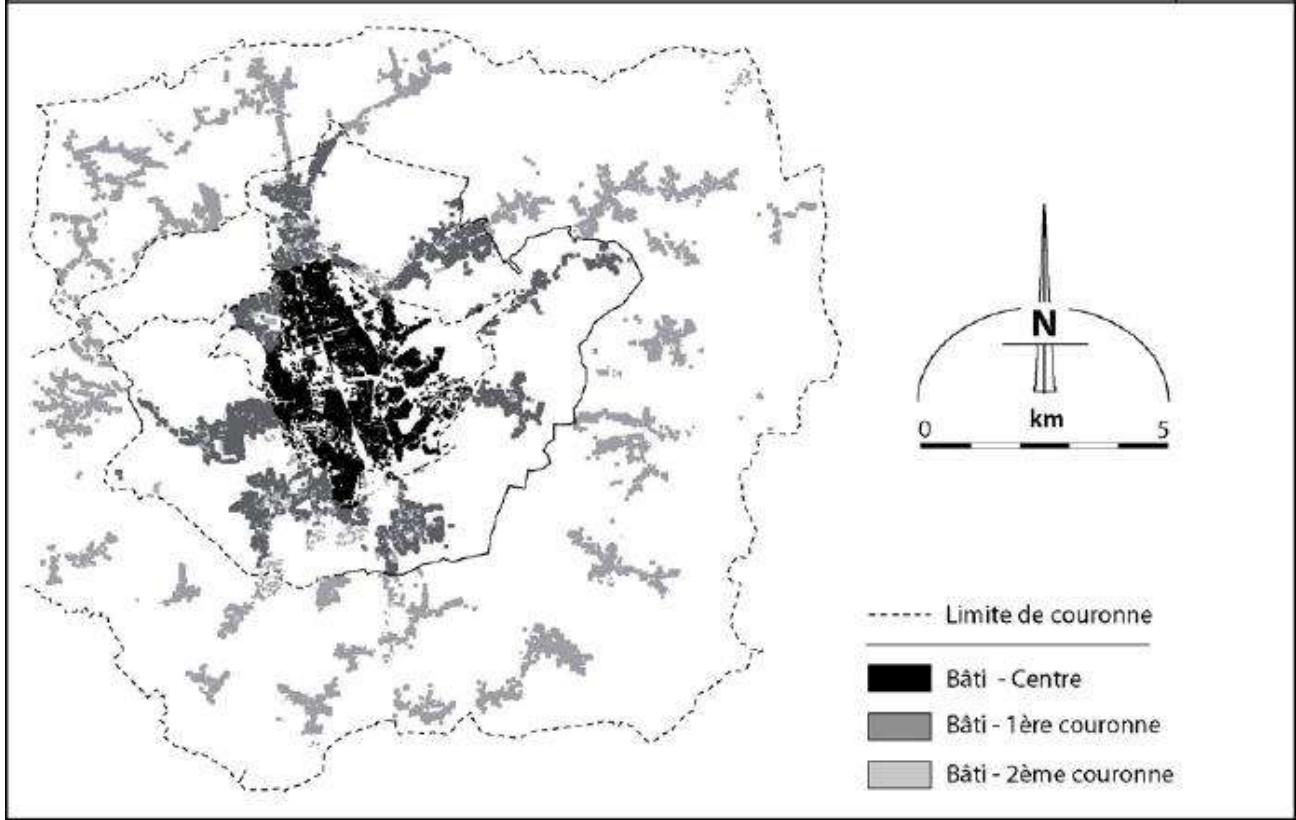 N
km
0 5
Limite de couronne
Bâti - Centre
Bâti - 1ère couronne
Bâti - 2ème couronne